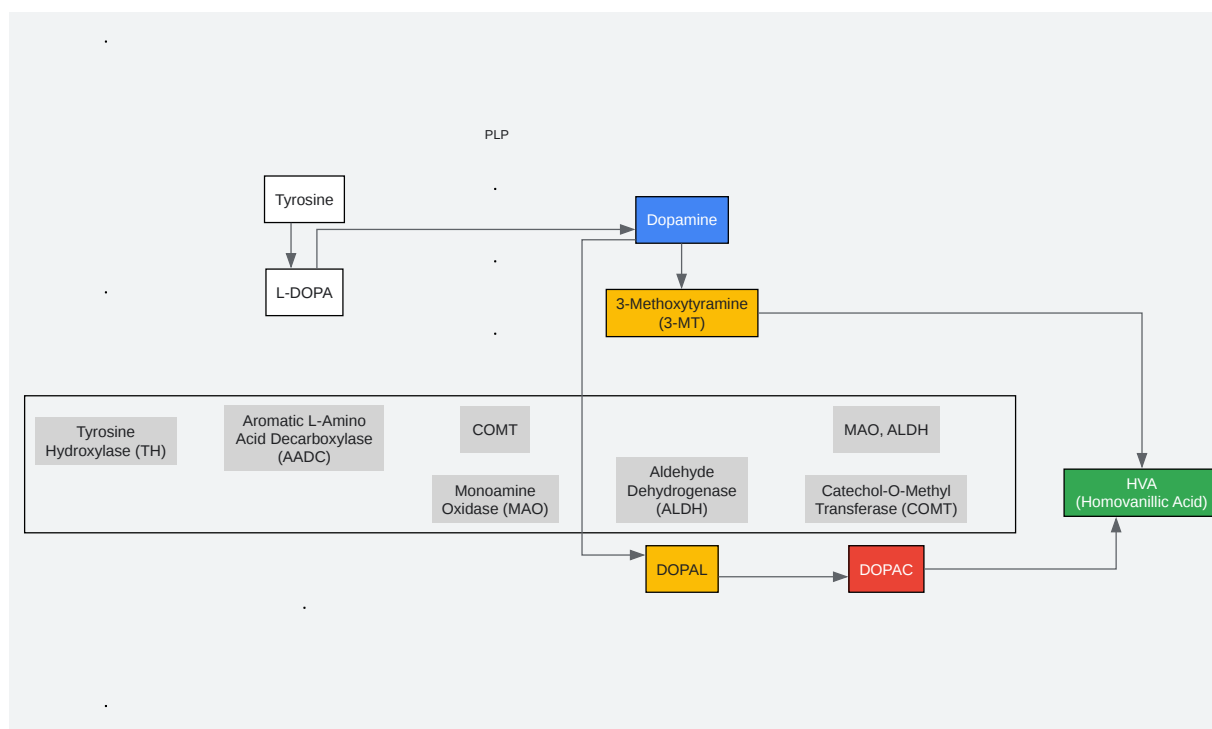 PLP
Tyrosine
Dopamine
L-DOPA
3-Methoxytyramine
(3-MT)
Tyrosine
Hydroxylase (TH)
Aromatic L-Amino
Acid Decarboxylase
(AADC)
COMT
MAO, ALDH
Monoamine
Oxidase (MAO)
Aldehyde
Dehydrogenase
(ALDH)
Catechol-O-Methyl
Transferase (COMT)
HVA
(Homovanillic Acid)
DOPAL
DOPAC